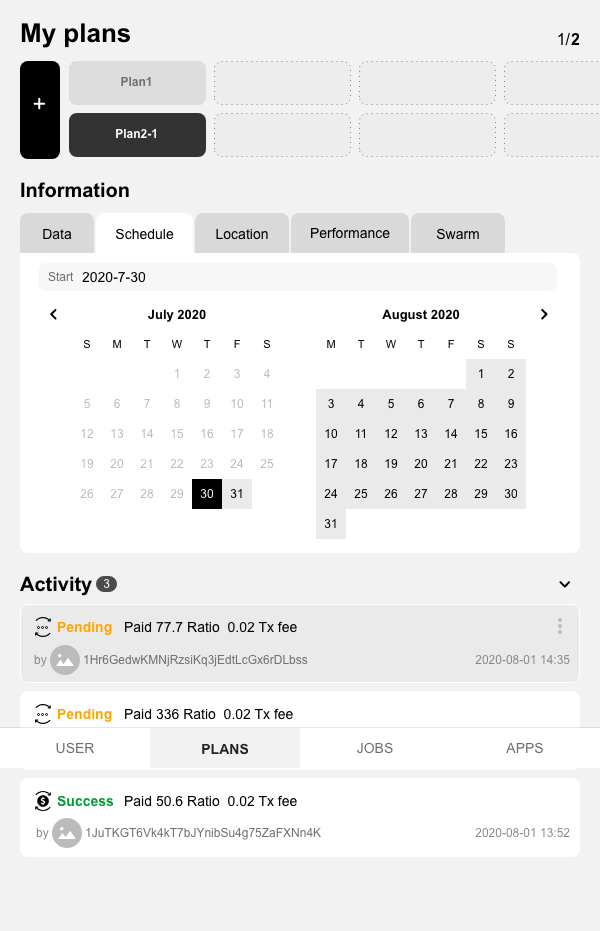 My plans
1/2
+
Plan1
Plan2-1
Information
Data Schedule Location Performance Swarm
Start 2020-7-30
July 2020
S M T W T F S
1 2 3 4
5 6 7 8 9 10 11
12 13 14 15 16 17 18
19 20 21 22 23 24 25
26 27 28 29 30 31
August 2020
M T W T F S S
1 2
3 4 5 6 7 8 9
10 11 12 13 14 15 16
17 18 19 20 21 22 23
24 25 26 27 28 29 30
31
Activity 3
Pending Paid 77.7 Ratio 0.02 Tx fee
by 1Hr6GedwKMNjRzsiKq3jEdtLcGx6rDLbss 2020-08-01 14:35
Pending Paid 336 Ratio 0.02 Tx fee
USER PLANS JOBS APPS
Success Paid 50.6 Ratio 0.02 Tx fee
by 1JuTKGT6Vk4kT7bJYnibSu4g75ZaFXNn4K 2020-08-01 13:52